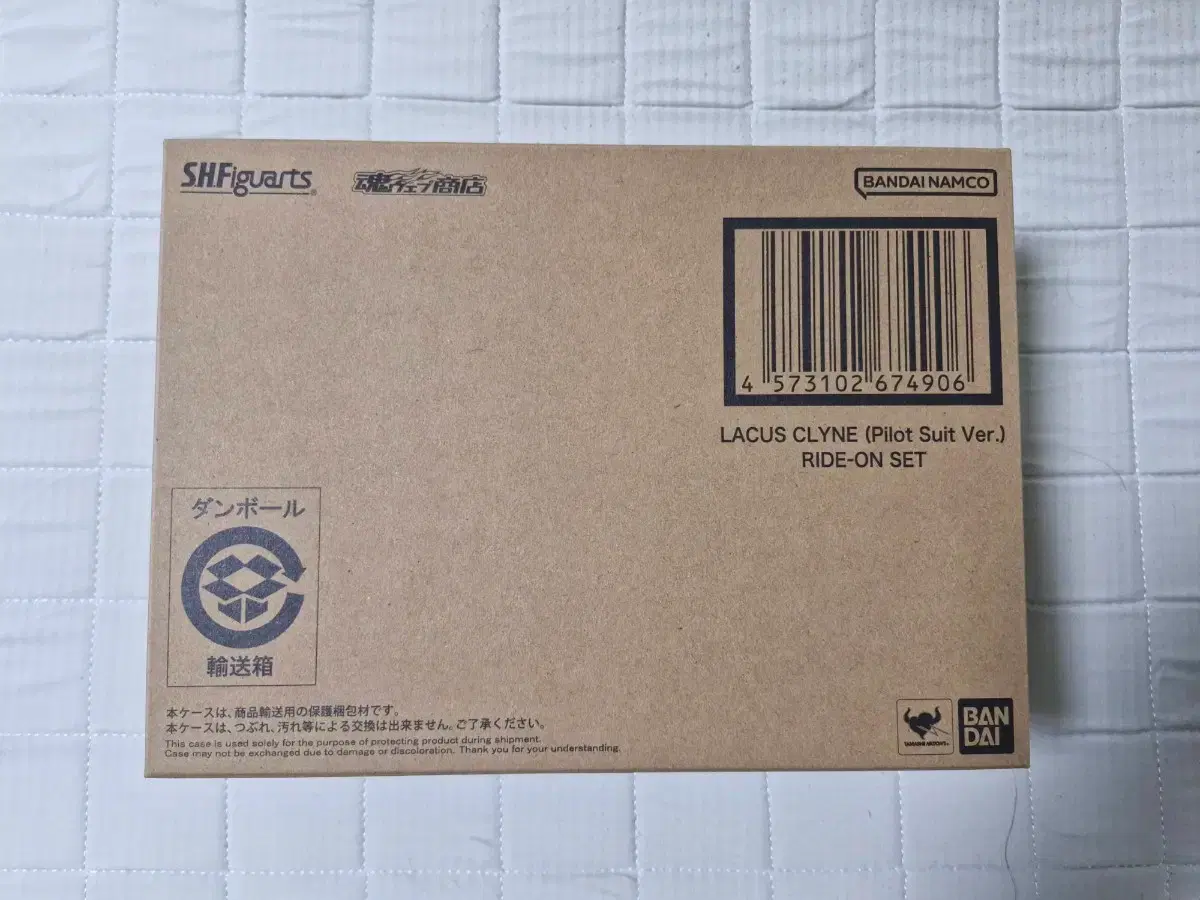 S.H.Figuarts
魂ウェブ商店
BANDAI NAMCO
4 573102 674906
LACUS CLYNE (Pilot Suit Ver.)
RIDE-ON SET
ダンボール
輸送箱
本ケースは、商品輸送用の保護梱包材です。
本ケースは、つぶれ、汚れ等による交換は出来ません。ご了承ください。
This case is used solely for the purpose of protecting product during shipment.
Case may not be exchanged due to damage or discoloration. Thank you for your understanding.
TAMASHII NATIONS
BAN
DAI